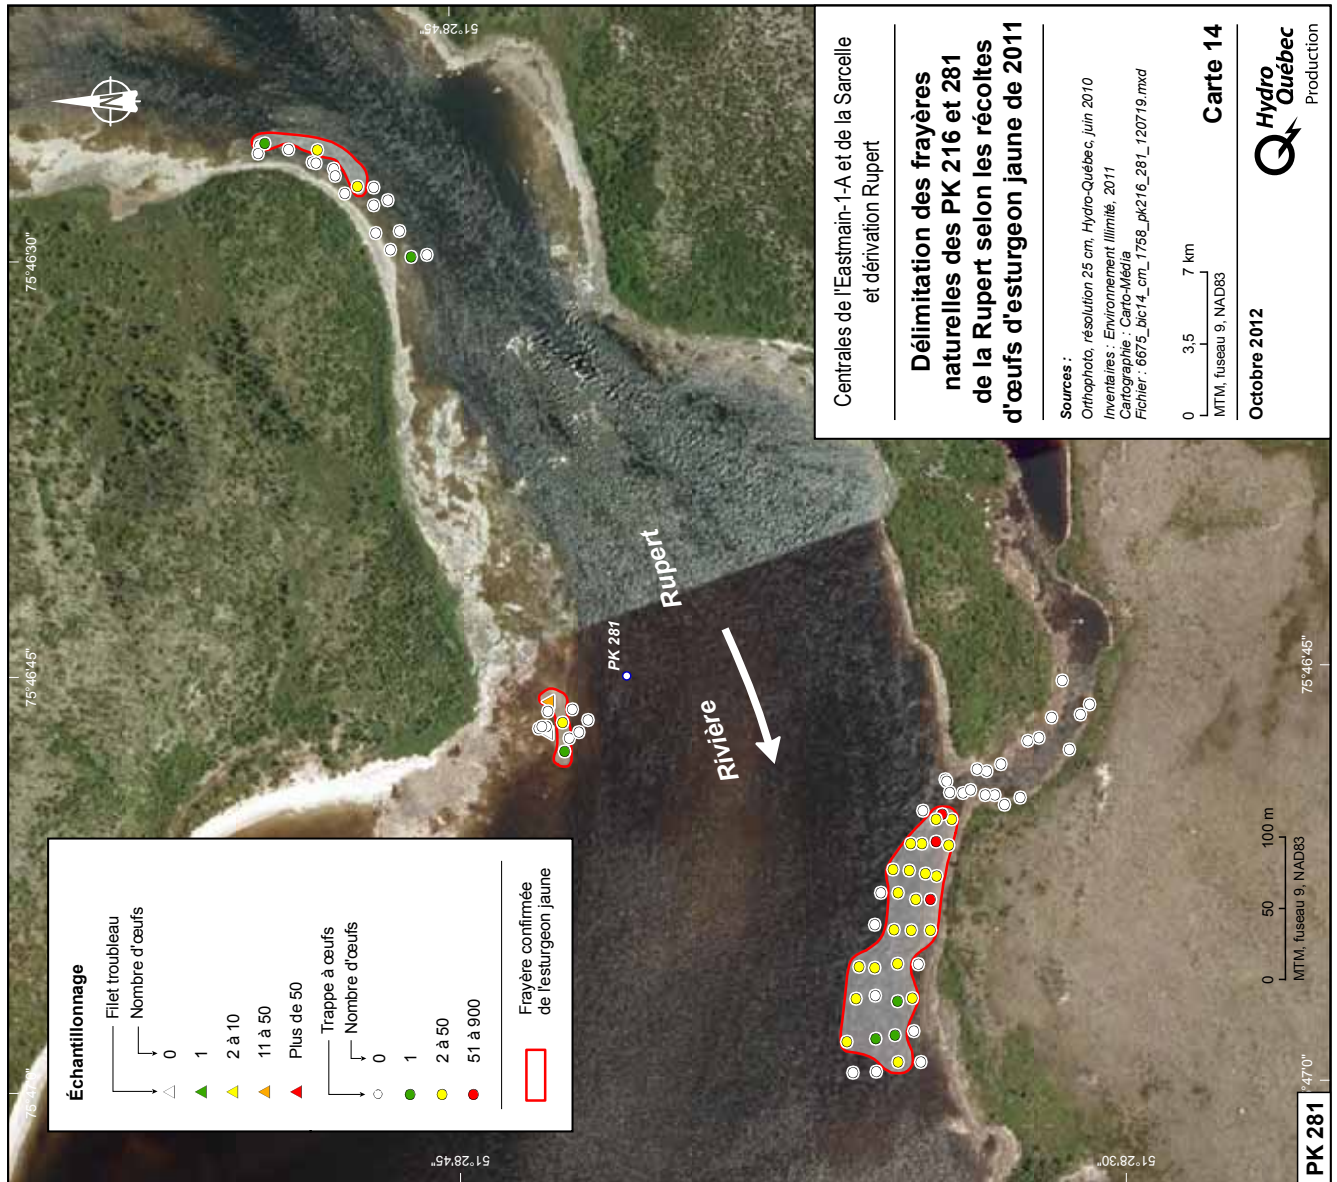 Centrales de l'Eastmain-1-A et de la Sarcelle
et dérivation Rupert
Délimitation des frayères
naturelles des PK 216 et 281
de la Rupert selon les récoltes
d'œufs d'esturgeon jaune de 2011
Sources :
Orthophoto, résolution 25 cm, Hydro-Québec, juin 2010
Inventaires : Environnement Illimité, 2011
Cartographie : Carto-Média
Fichier : 6675_bic14_cm_1758_pk216_281_120719.mxd
0 3,5 7 km
MTM, fuseau 9, NAD83
Octobre 2012
Carte 14
Hydro
Québec
Production
Échantillonnage
Filet troubleau
Nombre d'œufs
0
1
2 à 10
11 à 50
Plus de 50
Trappe à œufs
Nombre d'œufs
0
1
2 à 50
51 à 900
Frayère confirmée
de l'esturgeon jaune
N
51°28'45"
75°46'30"
75°46'45"
51°28'45"
51°28'30"
75°46'45"
°47'0"
PK 281
Rivière
Rupert
0 50 100 m
MTM, fuseau 9, NAD83
PK 281